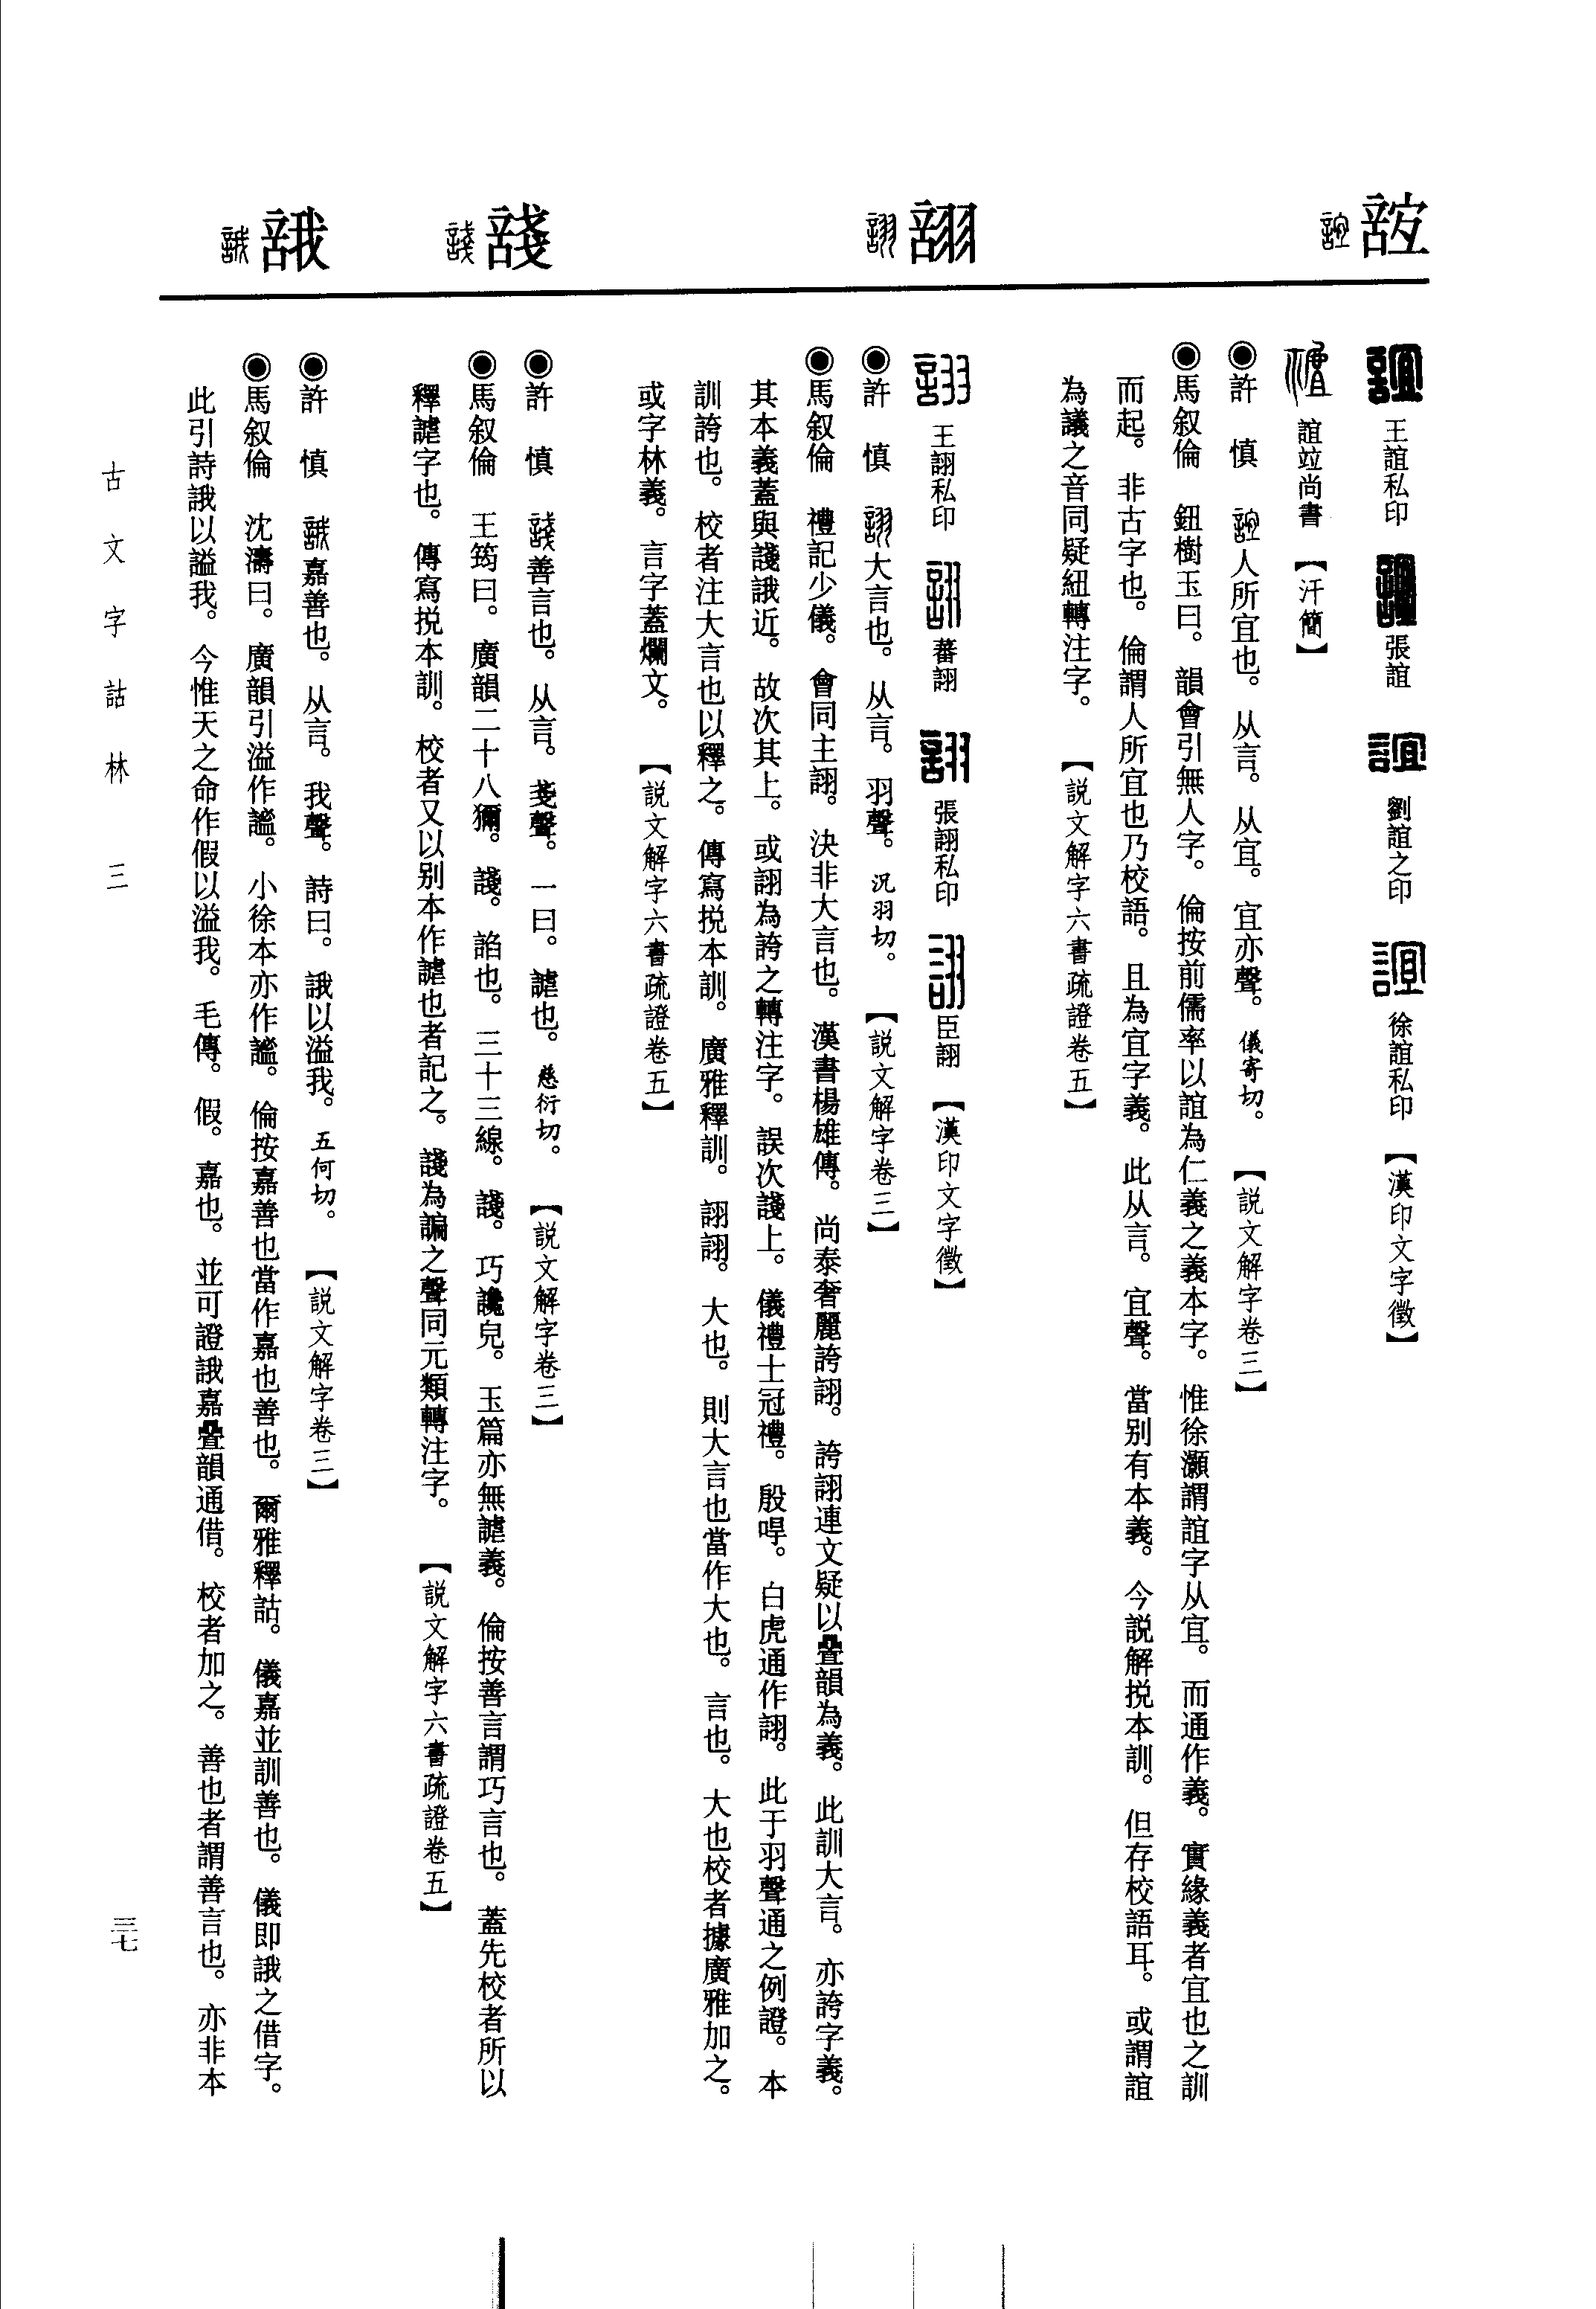 誼
王誼私印 張誼 劉誼之印 徐誼私印 【漢印文字徵】
誼竝尚書 【汗簡】
◉許 慎 誼人所宜也。从言。从宜。宜亦聲。儀寄切。 【説文解字卷三】
◉馬叙倫 鈕樹玉曰。韻會引無人字。倫按前儒率以誼為仁義之義本字。惟徐灝謂誼字从宜。而通作義。實緣義者宜也之訓
而起。非古字也。倫謂人所宜也乃校語。且為宜字義。此从言。宜聲。當别有本義。今説解挩本訓。但存校語耳。或謂誼
為議之音同疑紐轉注字。 【説文解字六書疏證卷五】
詡
王詡私印 蕃詡 張詡私印 臣詡 【漢印文字徵】
◉許 慎 詡大言也。从言。羽聲。況羽切。 【説文解字卷三】
◉馬叙倫 禮記少儀。會同主詡。決非大言也。漢書楊雄傳。尚泰奢麗誇詡。誇詡連文疑以疊韻為義。此訓大言。亦誇字義。
其本義蓋與諓誐近。故次其上。或詡為誇之轉注字。誤次諓上。儀禮士冠禮。殷哻。白虎通作詡。此于羽聲通之例證。本
訓誇也。校者注大言也以釋之。傳寫挩本訓。廣雅釋訓。詡詡。大也。則大言也當作大也。言也。大也校者據廣雅加之。
或字林義。言字蓋爛文。 【説文解字六書疏證卷五】
諓
◉許 慎 諓善言也。从言。戔聲。一曰。謔也。慈衍切。 【説文解字卷三】
◉馬叙倫 王筠曰。廣韻二十八獮。諓。諂也。三十三線。諓。巧讒皃。玉篇亦無謔義。倫按善言謂巧言也。蓋先校者所以
釋謔字也。傳寫挩本訓。校者又以别本作謔也者記之。諓為諞之聲同元類轉注字。 【説文解字六書疏證卷五】
誐
◉許 慎 誐嘉善也。从言。我聲。詩曰。誐以溢我。五何切。 【説文解字卷三】
◉馬叙倫 沈濤曰。廣韻引溢作謐。小徐本亦作謐。倫按嘉善也當作嘉也善也。爾雅釋詁。儀嘉並訓善也。儀即誐之借字。
此引詩誐以謚我。今惟天之命作假以溢我。毛傳。假。嘉也。並可證誐嘉疊韻通借。校者加之。善也者謂善言也。亦非本
古文字詁林 三
三七